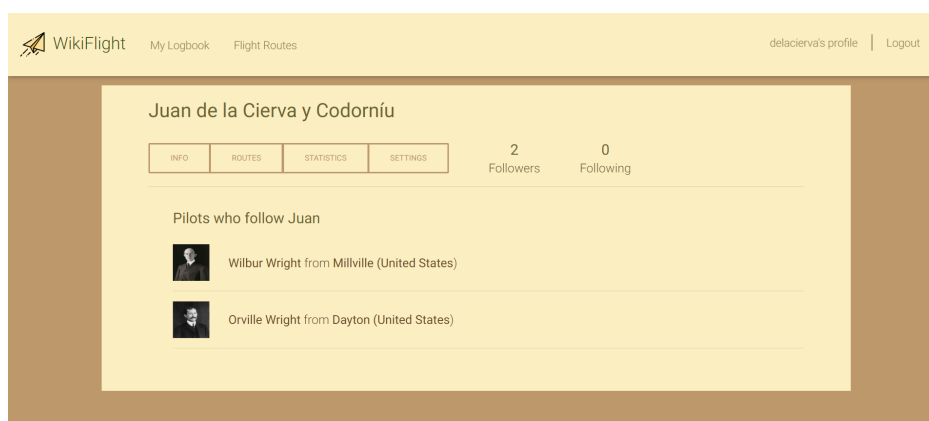 WikiFlight My Logbook Flight Routes delacierva's profile | Logout
Juan de la Cierva y Codorníu
INFO ROUTES STATISTICS SETTINGS 2 0
Followers Following
Pilots who follow Juan
Wilbur Wright from Millville (United States)
Orville Wright from Dayton (United States)